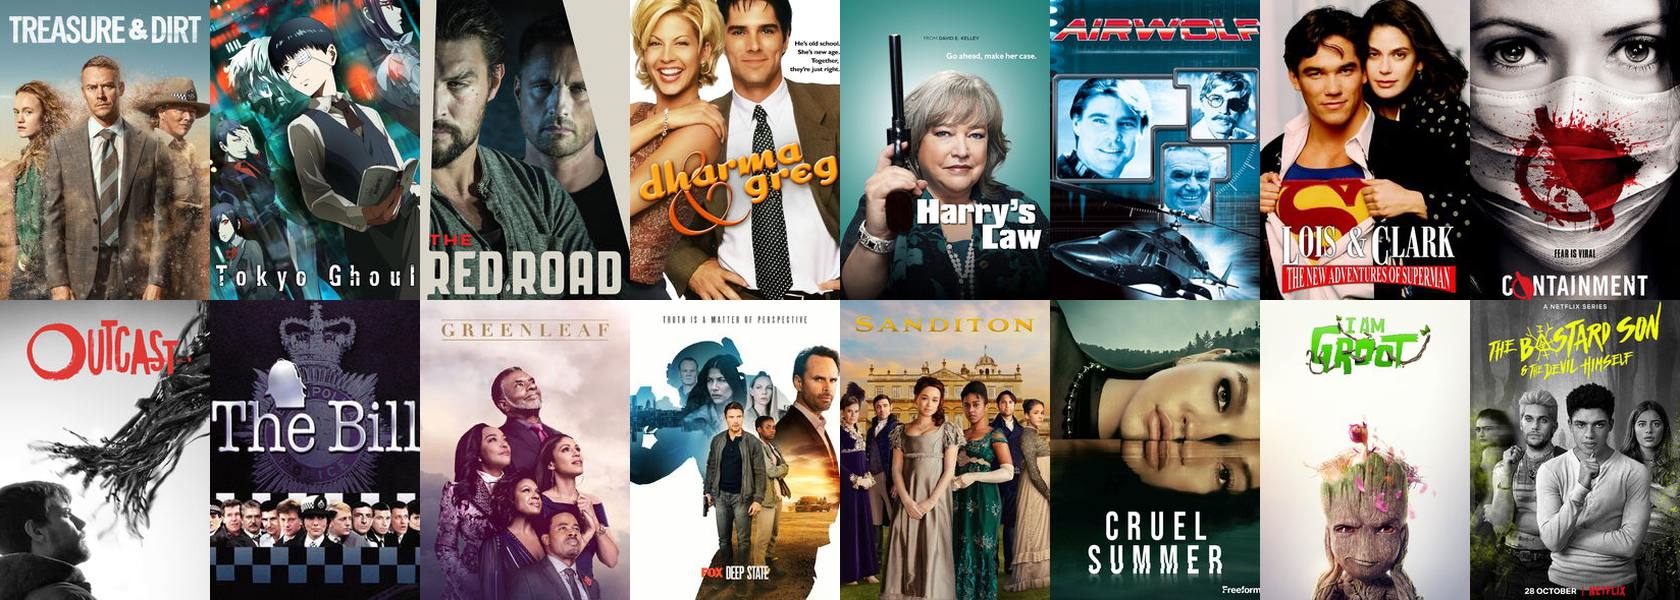 TREASURE & DIRT
Tokyo Ghoul
THE
RED ROAD
He's old school.
She's new age.
Together,
they're just right.
dharma
& greg
FROM DAVID E. KELLEY
Go ahead, make her case.
Harry's
Law
AIRWOLF
S
LOIS & CLARK
THE NEW ADVENTURES OF SUPERMAN
FEAR IS VIRAL
CONTAINMENT
OUTCAST
The Bill
POLICE
GREENLEAF
TRUTH IS A MATTER OF PERSPECTIVE
FOX DEEP STATE
SANDITON
CRUEL
SUMMER
Freeform
I AM
GROOT
A NETFLIX SERIES
THE BASTARD SON
& THE DEVIL HIMSELF
28 OCTOBER | NETFLIX